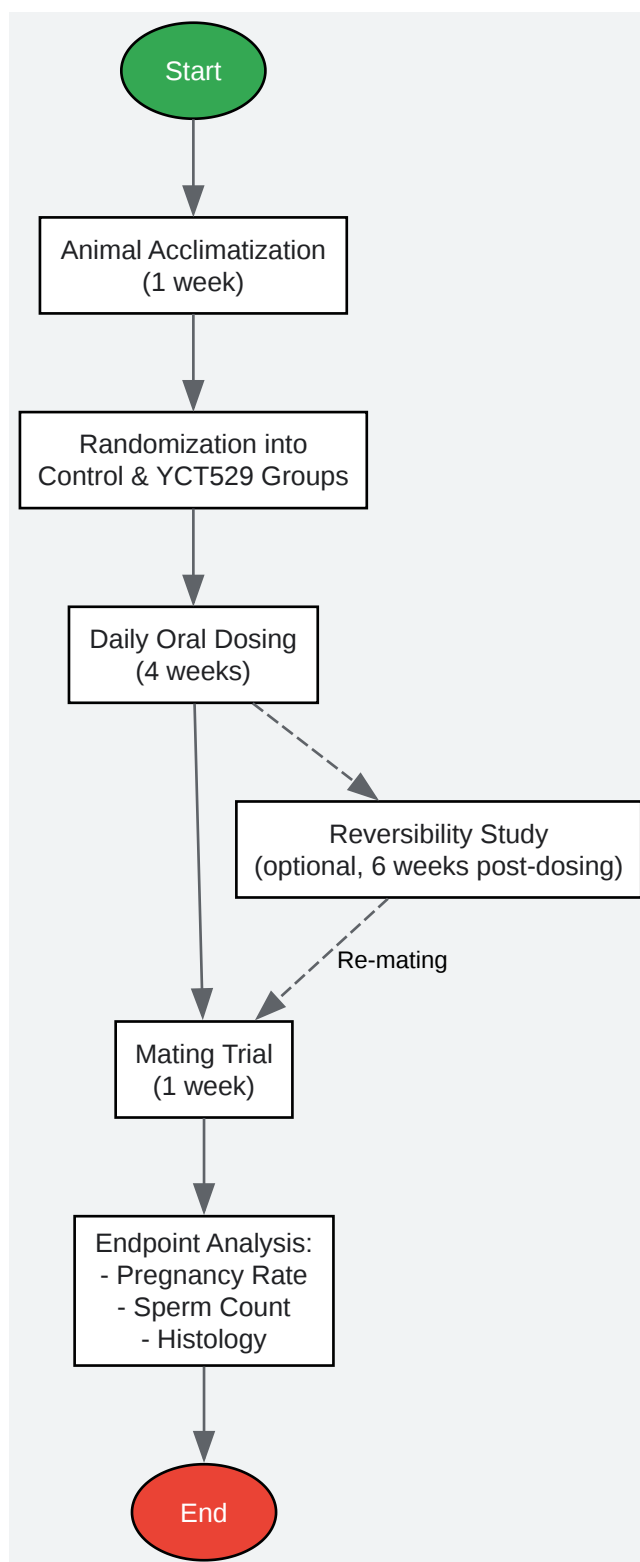 Start
Animal Acclimatization
(1 week)
Randomization into
Control & YCT529 Groups
Daily Oral Dosing
(4 weeks)
Reversibility Study
(optional, 6 weeks post-dosing)
Re-mating
Mating Trial
(1 week)
Endpoint Analysis:
- Pregnancy Rate
- Sperm Count
- Histology
End